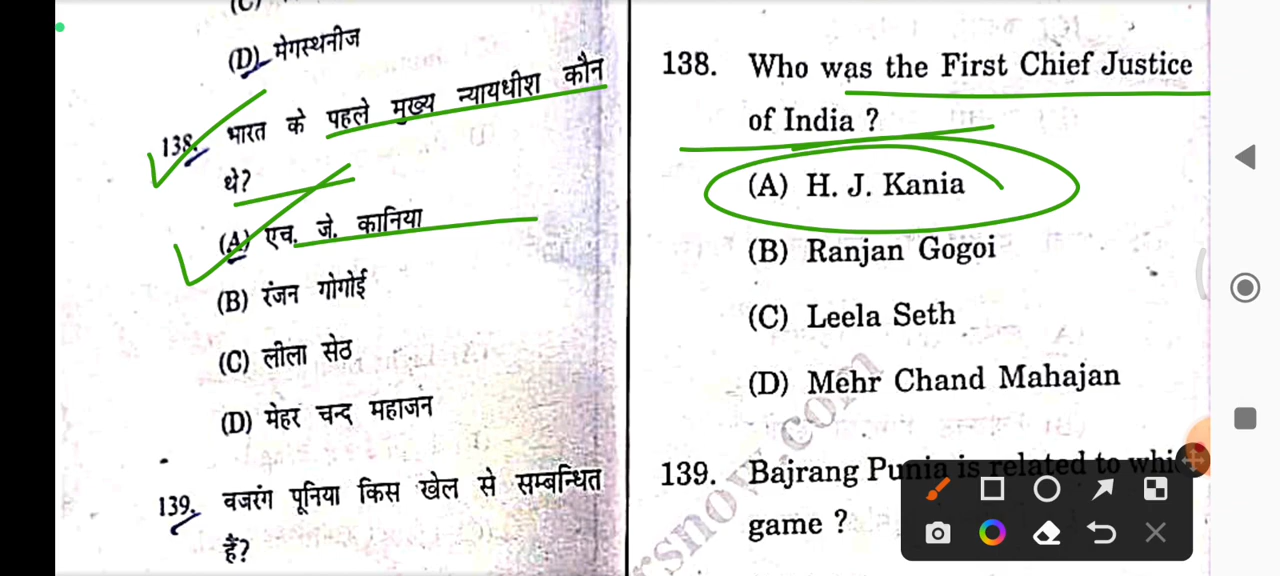 (D) मेगस्थनीज
138. भारत के पहले मुख्य न्यायधीश कौन
थे?
(A) एच. जे. कानिया
(B) रंजन गोगोई
(C) लीला सेठ
(D) मेहर चन्द महाजन
139. वजरंग पूनिया किस खेल से सम्बन्धित
हैं?
138. Who was the First Chief Justice
of India ?
(A) H. J. Kania
(B) Ranjan Gogoi
(C) Leela Seth
(D) Mehr Chand Mahajan
139. Bajrang Punia is related to
game ?